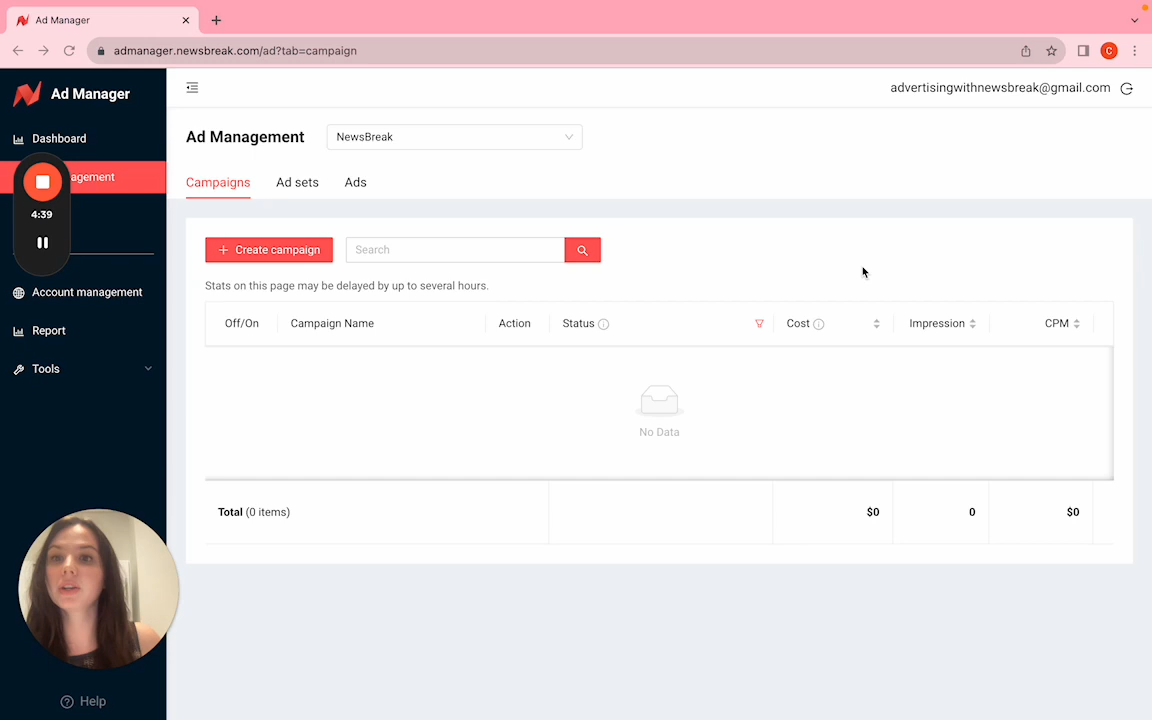 Ad Manager
admanager.newsbreak.com/ad?tab=campaign
C
Ad Manager
advertisingwithnewsbreak@gmail.com
Dashboard
agement
4:39
Account management
Report
Tools
Help
Ad Management
NewsBreak
Campaigns Ad sets Ads
+ Create campaign
Search
Stats on this page may be delayed by up to several hours.
Off/On Campaign Name Action Status Cost Impression CPM
No Data
Total (0 items) $0 0 $0